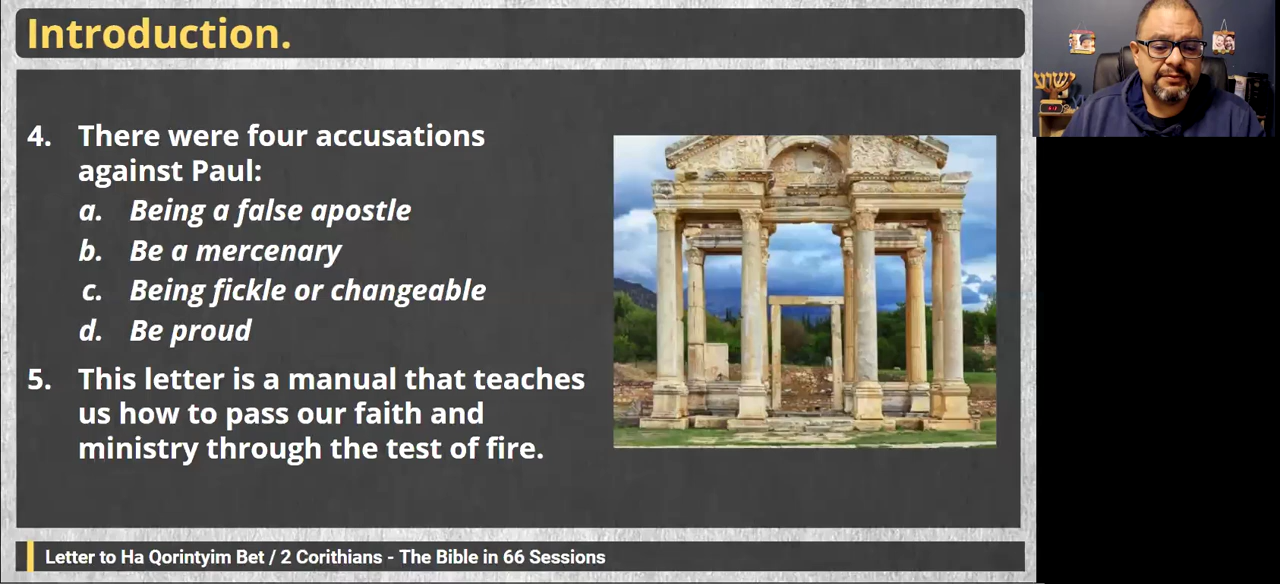 Introduction.
4. There were four accusations
against Paul:
a. Being a false apostle
b. Be a mercenary
c. Being fickle or changeable
d. Be proud
5. This letter is a manual that teaches
us how to pass our faith and
ministry through the test of fire.
Letter to Ha Qorintyim Bet / 2 Corithians - The Bible in 66 Sessions